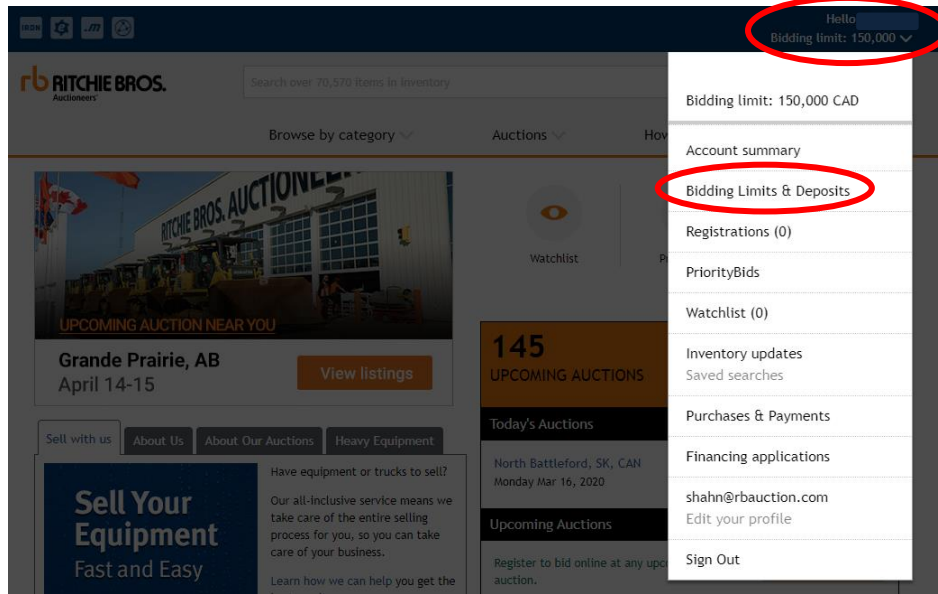 IRON
.m
Hello
Bidding limit: 150,000
rb RITCHIE BROS.
Auctioneers
Search over 70,570 items in inventory
Browse by category
Auctions
How
RITCHIE BROS. AUCTIONEE
UPCOMING AUCTION NEAR YOU
Grande Prairie, AB
April 14-15
View listings
Watchlist
P
145
UPCOMING AUCTIONS
Today's Auctions
North Battleford, SK, CAN
Monday Mar 16, 2020
Upcoming Auctions
Register to bid online at any upc
auction.
Sell with us
About Us
About Our Auctions
Heavy Equipment
Sell Your
Equipment
Fast and Easy
Have equipment or trucks to sell?
Our all-inclusive service means we
take care of the entire selling
process for you, so you can take
care of your business.
Learn how we can help you get the
Bidding limit: 150,000 CAD
Account summary
Bidding Limits & Deposits
Registrations (0)
PriorityBids
Watchlist (0)
Inventory updates
Saved searches
Purchases & Payments
Financing applications
shahn@rbauction.com
Edit your profile
Sign Out